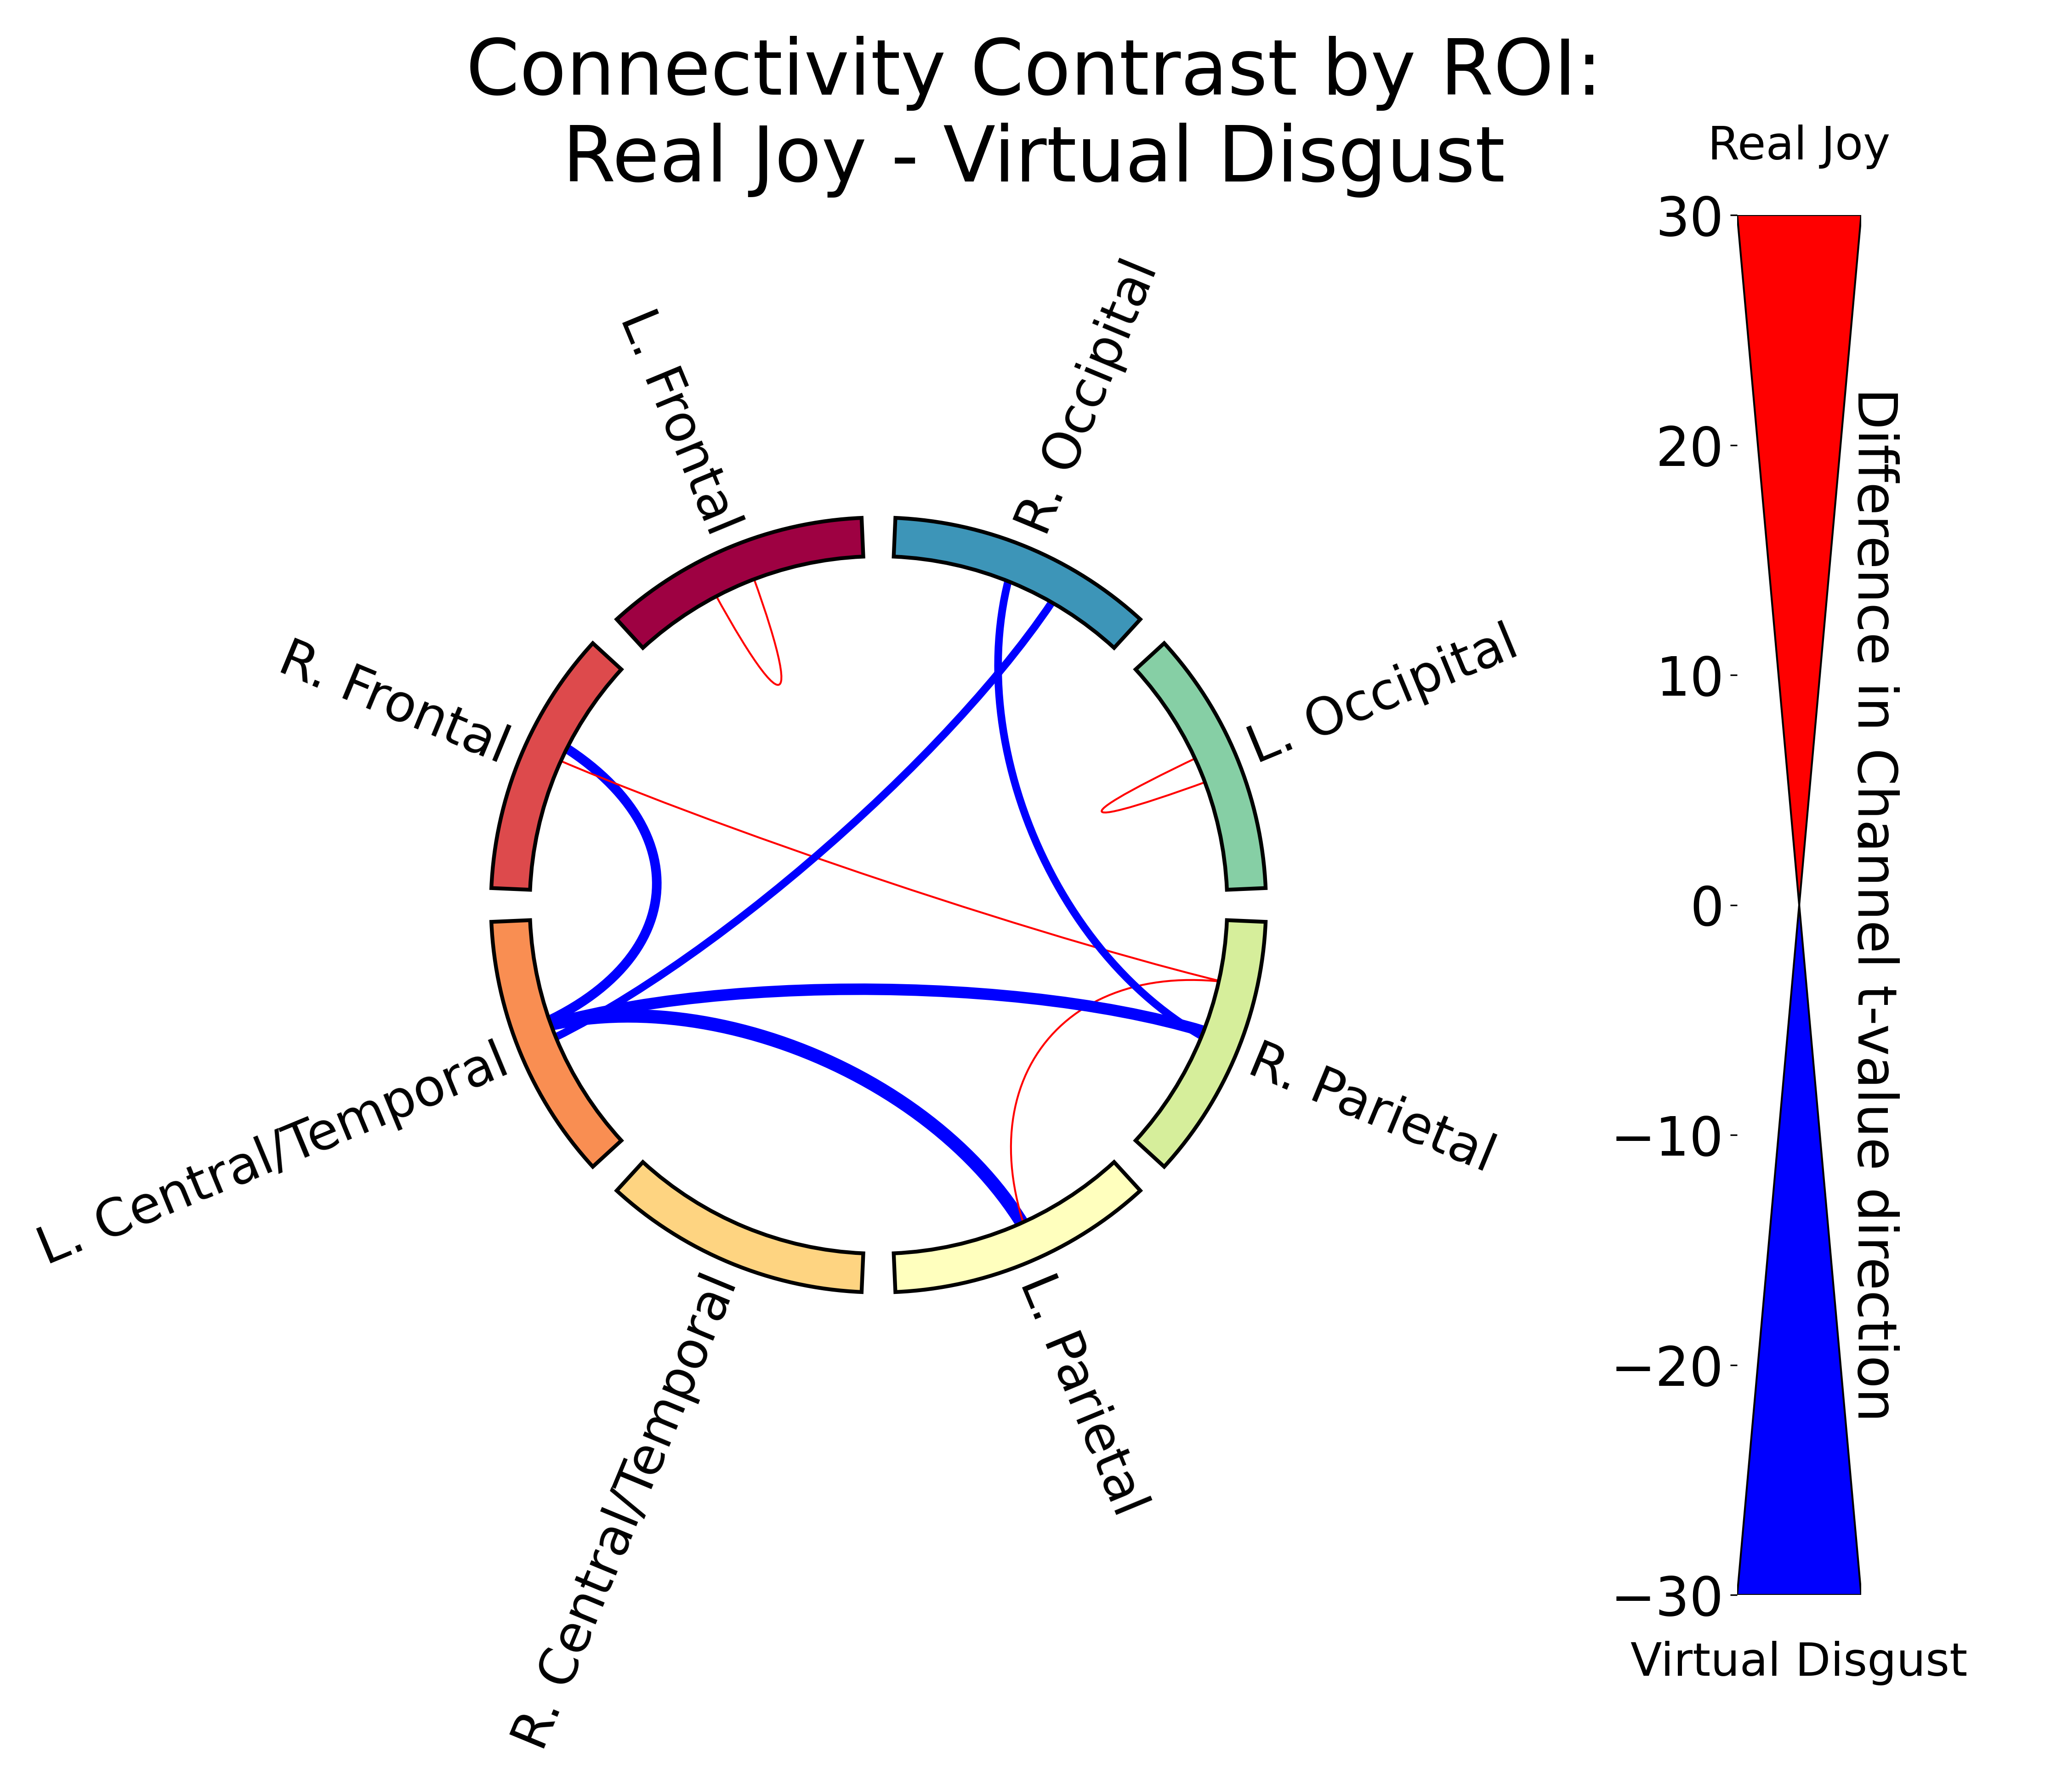 Connectivity Contrast by ROI:
Real Joy - Virtual Disgust
Real Joy
30
20
10
0
−10
−20
−30
Virtual Disgust
Difference in Channel t-value direction
L. Frontal
R. Occipital
R. Frontal
L. Occipital
L. Central/Temporal
R. Parietal
R. Central/Temporal
L. Parietal